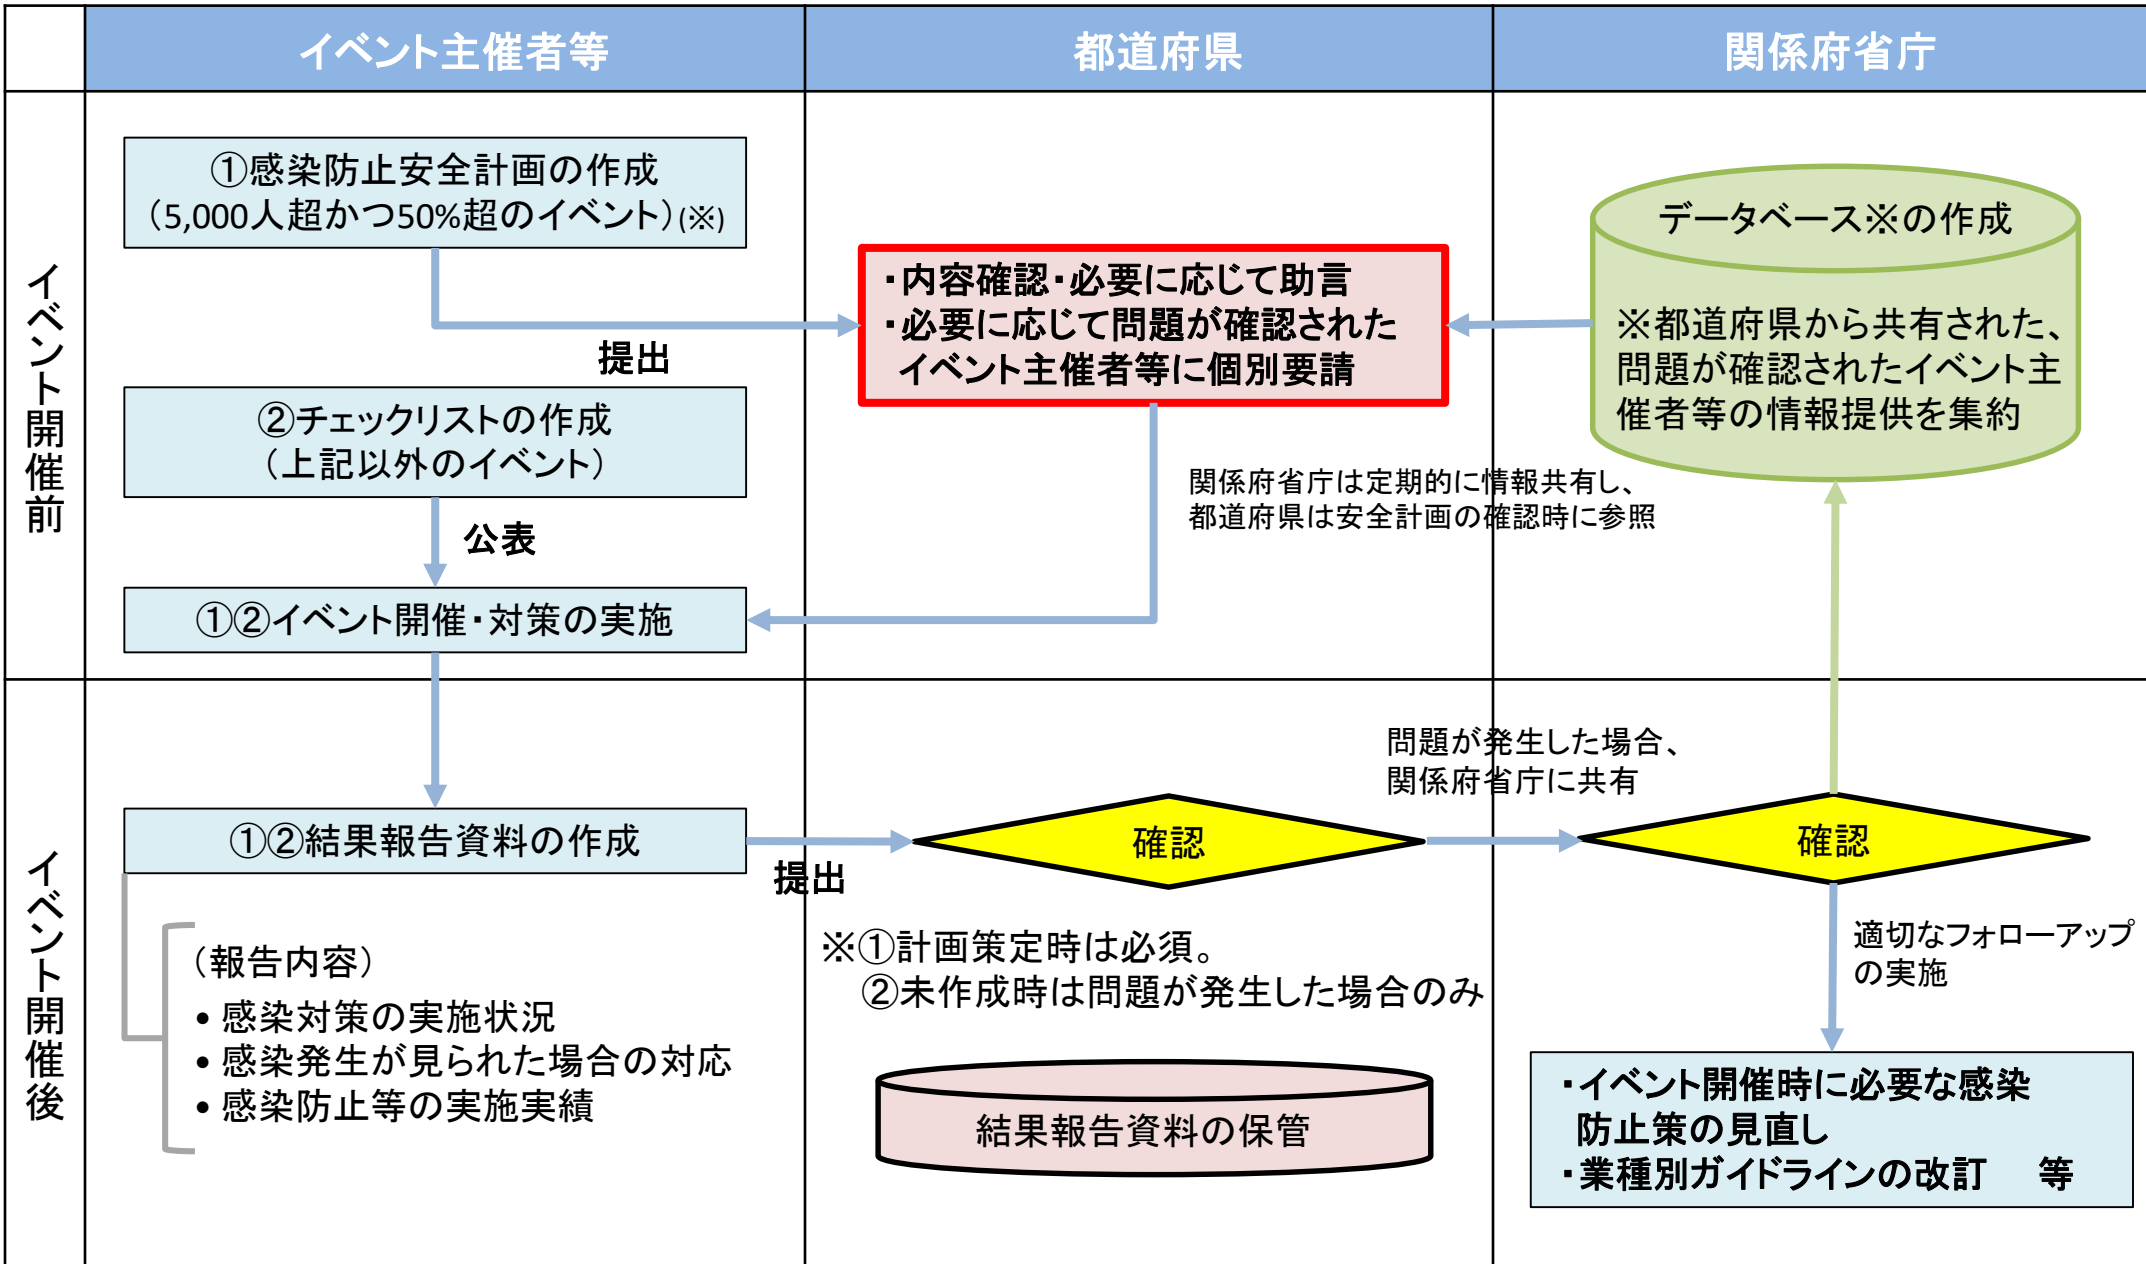 イベント主催者等
都道府県
関係府省庁
イベント開催前
①感染防止安全計画の作成
（5,000人超かつ50%超のイベント）(※)
提出
②チェックリストの作成
（上記以外のイベント）
公表
①②イベント開催・対策の実施
・内容確認・必要に応じて助言
・必要に応じて問題が確認された
イベント主催者等に個別要請
データベース※の作成
※都道府県から共有された、
問題が確認されたイベント主
催者等の情報提供を集約
関係府省庁は定期的に情報共有し、
都道府県は安全計画の確認時に参照
イベント開催後
①②結果報告資料の作成
提出
（報告内容）
• 感染対策の実施状況
• 感染発生が見られた場合の対応
• 感染防止等の実施実績
確認
※①計画策定時は必須。
②未作成時は問題が発生した場合のみ
結果報告資料の保管
問題が発生した場合、
関係府省庁に共有
確認
適切なフォローアップ
の実施
・イベント開催時に必要な感染
防止策の見直し
・業種別ガイドラインの改訂　等